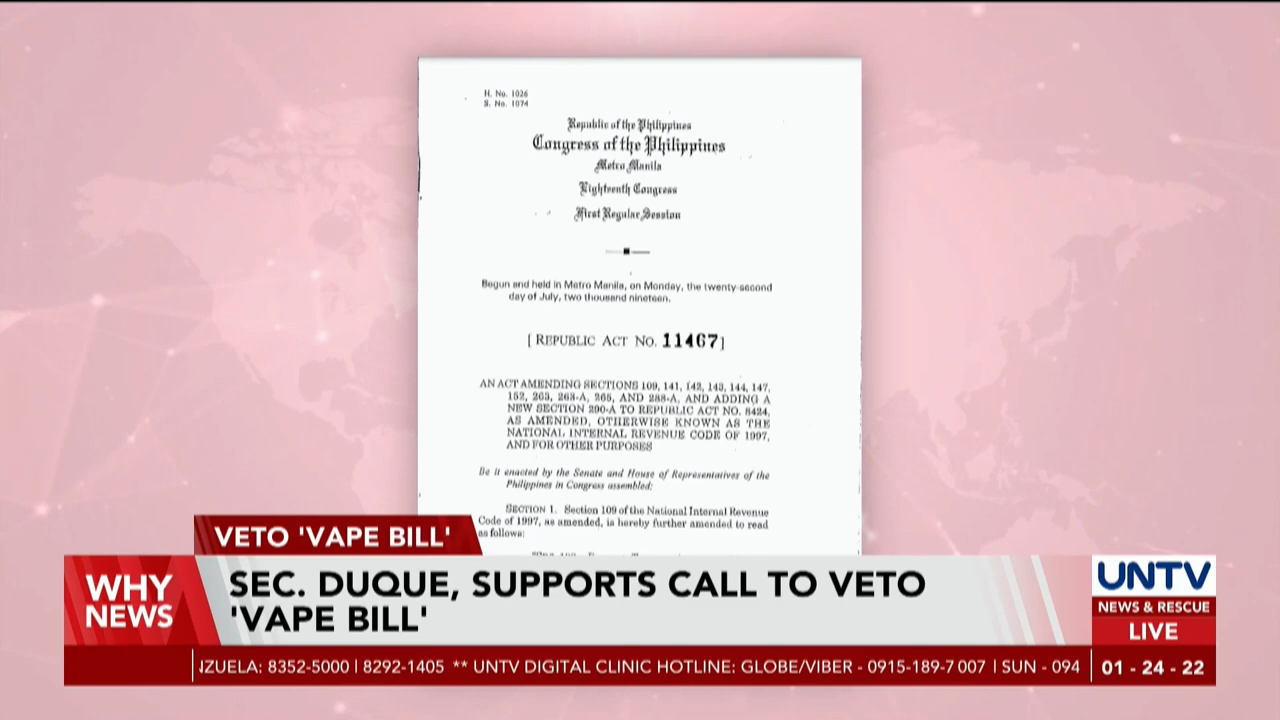 H. No. 1026
S. No. 1074
Republic of the Philippines
Congress of the Philippines
Metro Manila
Eighteenth Congress
First Regular Session
Begun and held in Metro Manila, on Monday, the twenty-second
day of July, two thousand nineteen.
[ REPUBLIC ACT NO. 11467]
AN ACT AMENDING SECTIONS 109, 141, 142, 143, 144, 147,
152, 263, 263-A, 265, AND 288-A, AND ADDING A
NEW SECTION 290-A TO REPUBLIC ACT NO. 8424,
AS AMENDED, OTHERWISE KNOWN AS THE
NATIONAL INTERNAL REVENUE CODE OF 1997,
AND FOR OTHER PURPOSES
Be it enacted by the Senate and House of Representatives of the
Philippines in Congress assembled:
SECTION 1. Section 109 of the National Internal Revenue
Code of 1997, as amended, is hereby further amended to read
as follows:
VETO 'VAPE BILL'
WHY
NEWS
SEC. DUQUE, SUPPORTS CALL TO VETO
'VAPE BILL'
UNTV
NEWS & RESCUE
LIVE
NZUELA: 8352-5000 | 8292-1405 ** UNTV DIGITAL CLINIC HOTLINE: GLOBE/VIBER - 0915-189-7 007 | SUN - 094
01 - 24 - 22